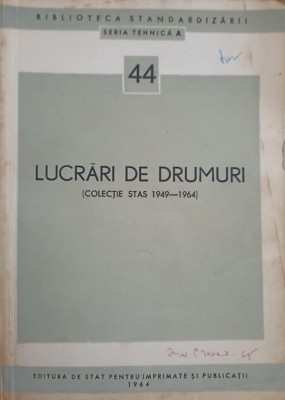 BIBLIOTECA STANDARDIZĂRII
SERIA TEHNICĂ A
44
LUCRĂRI DE DRUMURI
(COLECȚIE STAS 1949—1964)
EDITURA DE STAT PENTRU IMPRIMATE ȘI PUBLICAȚII
1964